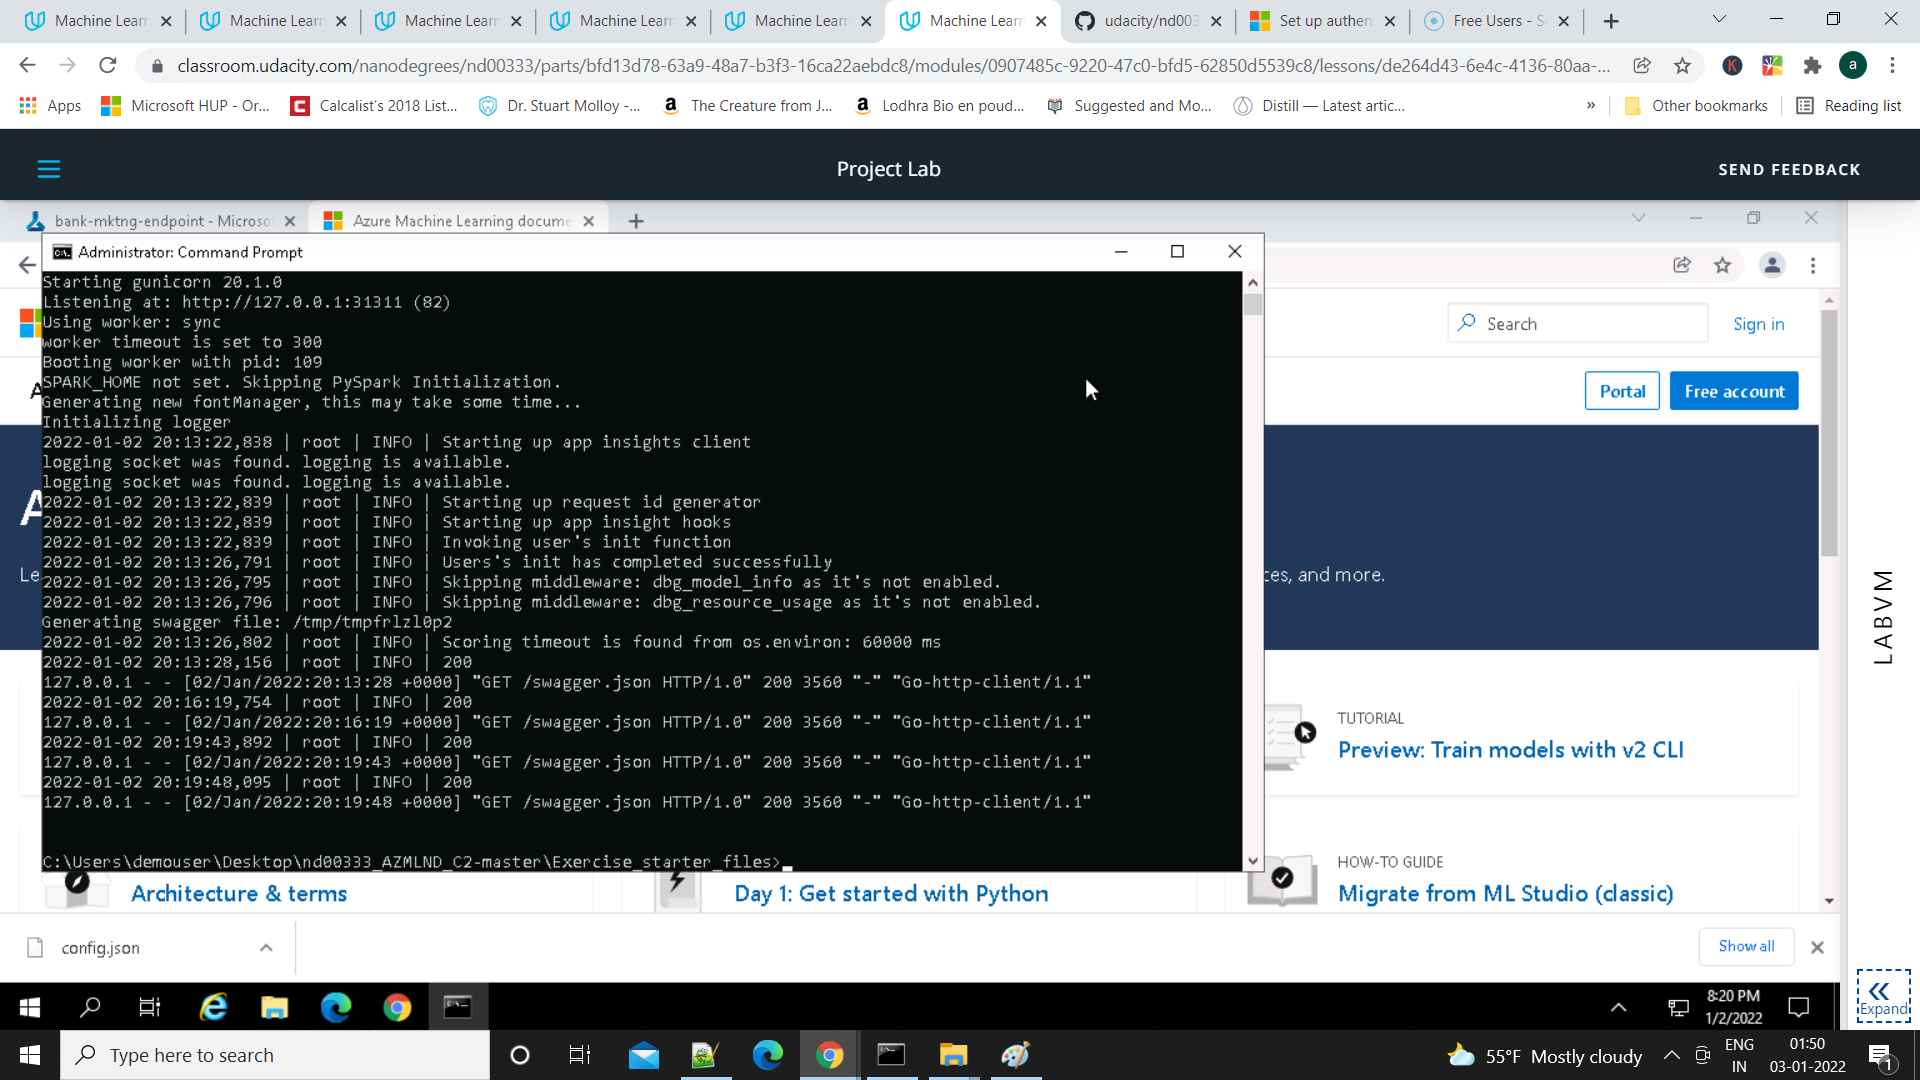 Machine Learn
Machine Learn
Machine Learn
Machine Learn
Machine Learn
Machine Learn
udacity/nd003
Set up authen
Free Users - S
classroom.udacity.com/nanodegrees/nd00333/parts/bfd13d78-63a9-48a7-b3f3-16ca22aebdc8/modules/0907485c-9220-47c0-bfd5-62850d5539c8/lessons/de264d43-6e4c-4136-80aa-...
K
a
Apps
Microsoft HUP - Or...
Calcalist's 2018 List...
Dr. Stuart Molloy -...
The Creature from J...
Lodhra Bio en poud...
Suggested and Mo...
Distill — Latest artic...
»
Other bookmarks
Reading list
Project Lab
SEND FEEDBACK
bank-mktng-endpoint - Microso
Azure Machine Learning docume
Administrator: Command Prompt
Starting gunicorn 20.1.0
Listening at: http://127.0.0.1:31311 (82)
Using worker: sync
worker timeout is set to 300
Booting worker with pid: 109
SPARK_HOME not set. Skipping PySpark Initialization.
Generating new fontManager, this may take some time...
Initializing logger
2022-01-02 20:13:22,838 | root | INFO | Starting up app insights client
logging socket was found. logging is available.
logging socket was found. logging is available.
2022-01-02 20:13:22,839 | root | INFO | Starting up request id generator
2022-01-02 20:13:22,839 | root | INFO | Starting up app insight hooks
2022-01-02 20:13:22,839 | root | INFO | Invoking user's init function
2022-01-02 20:13:26,791 | root | INFO | Users's init has completed successfully
2022-01-02 20:13:26,795 | root | INFO | Skipping middleware: dbg_model_info as it's not enabled.
2022-01-02 20:13:26,796 | root | INFO | Skipping middleware: dbg_resource_usage as it's not enabled.
Generating swagger file: /tmp/tmpfrlzl0p2
2022-01-02 20:13:26,802 | root | INFO | Scoring timeout is found from os.environ: 60000 ms
2022-01-02 20:13:28,156 | root | INFO | 200
127.0.0.1 - - [02/Jan/2022:20:13:28 +0000] "GET /swagger.json HTTP/1.0" 200 3560 "-" "Go-http-client/1.1"
2022-01-02 20:16:19,754 | root | INFO | 200
127.0.0.1 - - [02/Jan/2022:20:16:19 +0000] "GET /swagger.json HTTP/1.0" 200 3560 "-" "Go-http-client/1.1"
2022-01-02 20:19:43,892 | root | INFO | 200
127.0.0.1 - - [02/Jan/2022:20:19:43 +0000] "GET /swagger.json HTTP/1.0" 200 3560 "-" "Go-http-client/1.1"
2022-01-02 20:19:48,095 | root | INFO | 200
127.0.0.1 - - [02/Jan/2022:20:19:48 +0000] "GET /swagger.json HTTP/1.0" 200 3560 "-" "Go-http-client/1.1"
C:\Users\demouser\Desktop\nd00333_AZMLND_C2-master\Exercise_starter_files>
Search
Sign in
Portal
Free account
A
Le
ces, and more.
TUTORIAL
Preview: Train models with v2 CLI
HOW-TO GUIDE
Migrate from ML Studio (classic)
Architecture & terms
Day 1: Get started with Python
LABVM
config.json
Show all
8:20 PM
1/2/2022
Expand
Type here to search
55°F Mostly cloudy
ENG
IN
01:50
03-01-2022
1